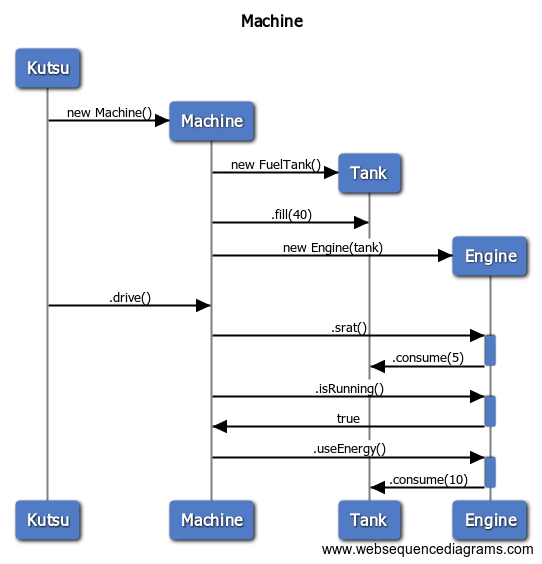 Machine
Kutsu
new Machine()
Machine
new FuelTank()
Tank
.fill(40)
new Engine(tank)
Engine
.drive()
.srat()
.consume(5)
.isRunning()
true
.useEnergy()
.consume(10)
Kutsu
Machine
Tank
Engine
www.websequencediagrams.com